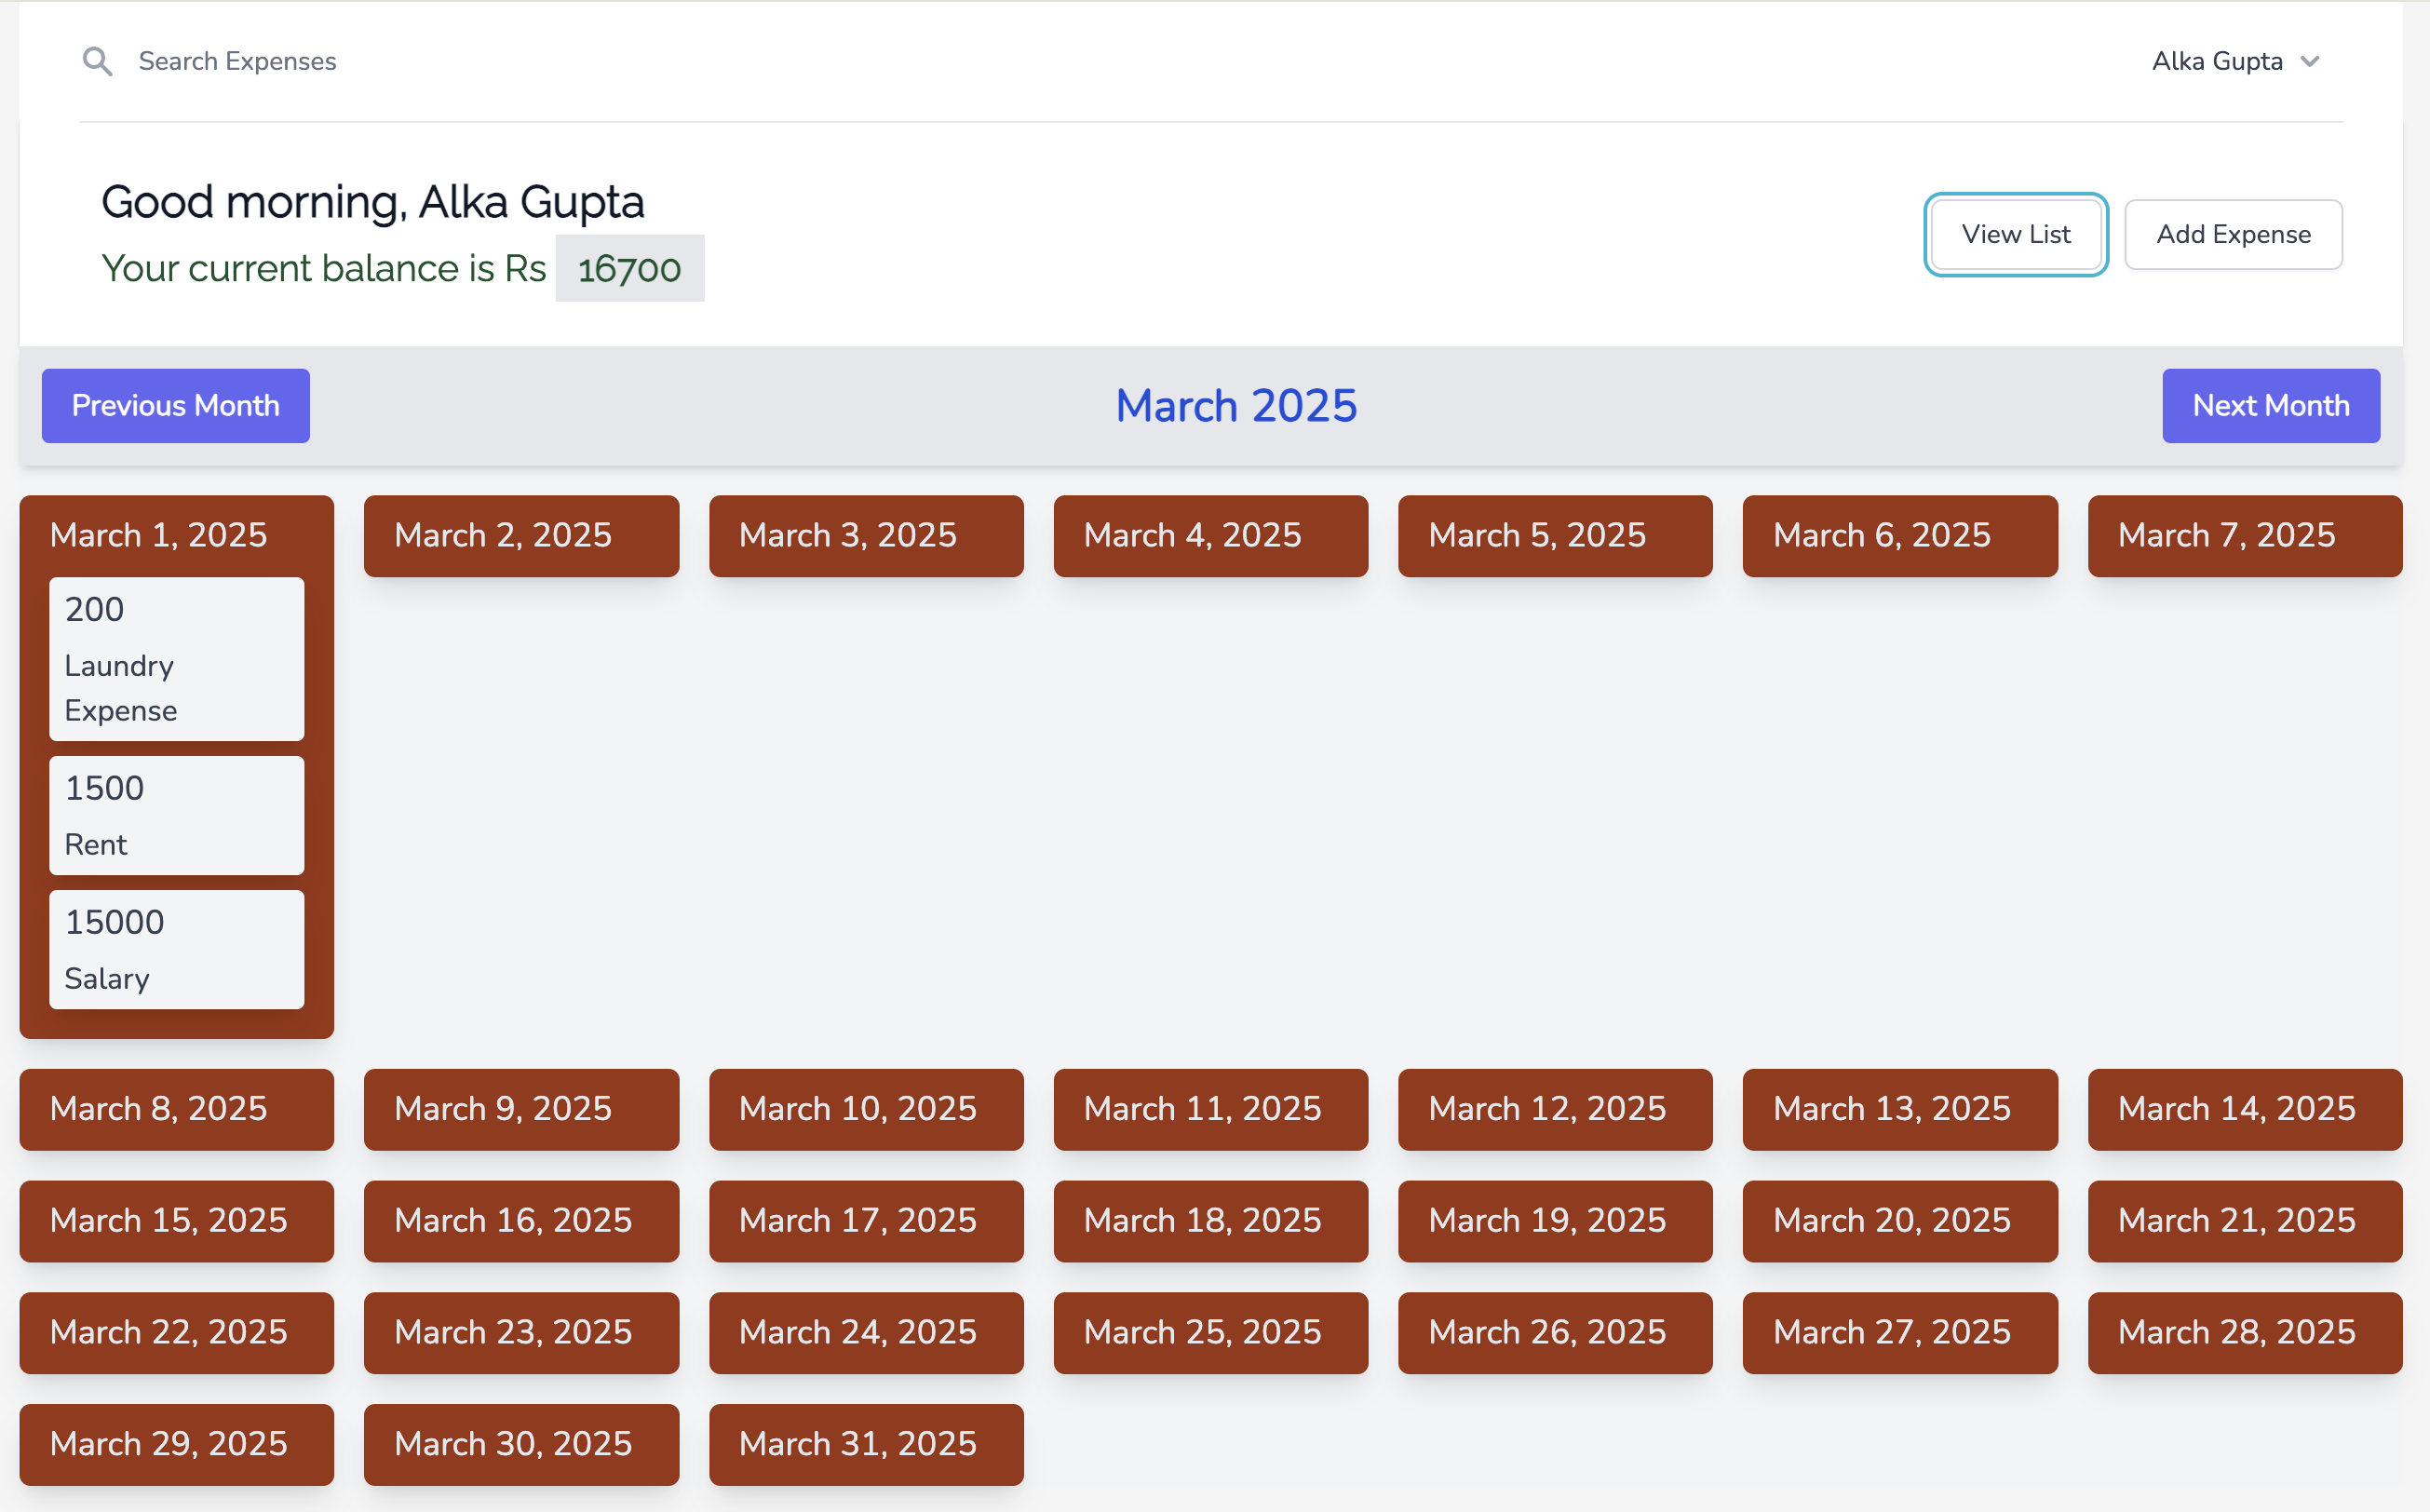 Search Expenses
Alka Gupta
Good morning, Alka Gupta
Your current balance is Rs 16700
View List
Add Expense
Previous Month
March 2025
Next Month
March 1, 2025
200
Laundry
Expense
1500
Rent
15000
Salary
March 2, 2025
March 3, 2025
March 4, 2025
March 5, 2025
March 6, 2025
March 7, 2025
March 8, 2025
March 9, 2025
March 10, 2025
March 11, 2025
March 12, 2025
March 13, 2025
March 14, 2025
March 15, 2025
March 16, 2025
March 17, 2025
March 18, 2025
March 19, 2025
March 20, 2025
March 21, 2025
March 22, 2025
March 23, 2025
March 24, 2025
March 25, 2025
March 26, 2025
March 27, 2025
March 28, 2025
March 29, 2025
March 30, 2025
March 31, 2025